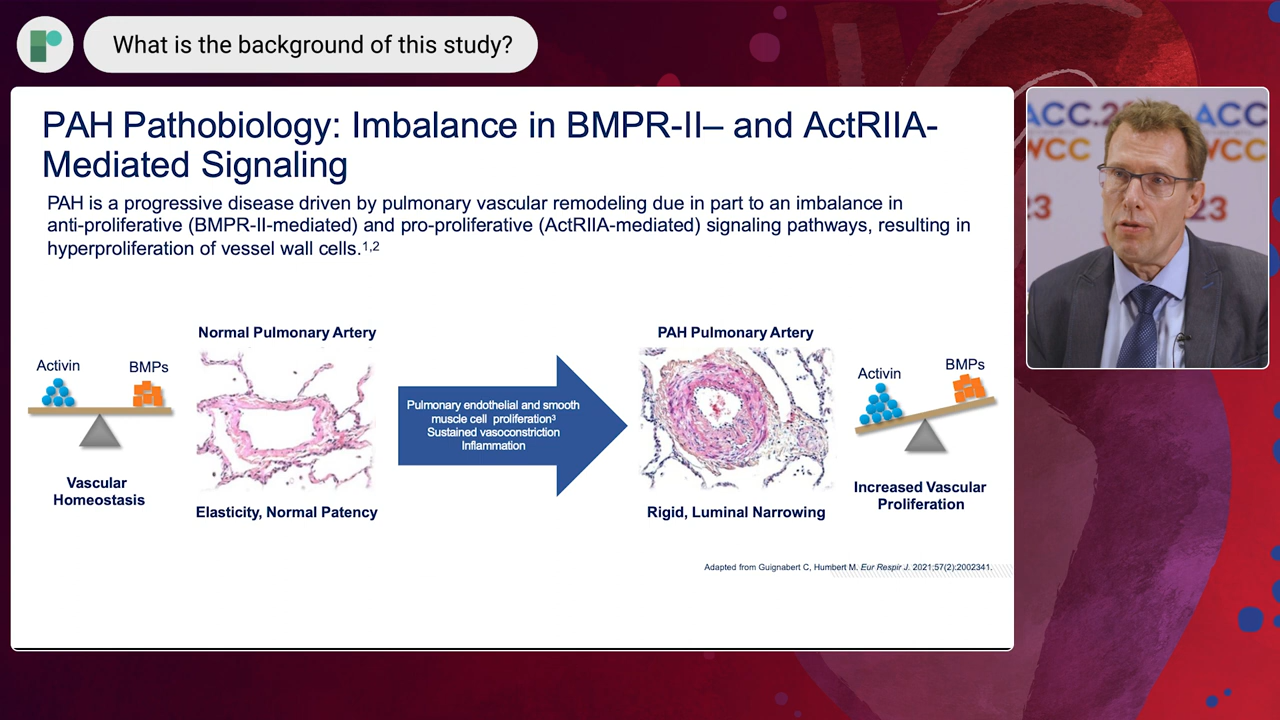 What is the background of this study?
PAH Pathobiology: Imbalance in BMPR-II– and ActRIIA-
Mediated Signaling
PAH is a progressive disease driven by pulmonary vascular remodeling due in part to an imbalance in
anti-proliferative (BMPR-II-mediated) and pro-proliferative (ActRIIA-mediated) signaling pathways, resulting in
hyperproliferation of vessel wall cells.1,2
Normal Pulmonary Artery
PAH Pulmonary Artery
Activin
BMPs
Activin
BMPs
Pulmonary endothelial and smooth
muscle cell proliferation3
Sustained vasoconstriction
Inflammation
Vascular
Homeostasis
Elasticity, Normal Patency
Rigid, Luminal Narrowing
Increased Vascular
Proliferation
Adapted from Guignabert C, Humbert M. Eur Respir J. 2021;57(2):2002341.
ACC.2
ACC
WCC
WCC
23
23